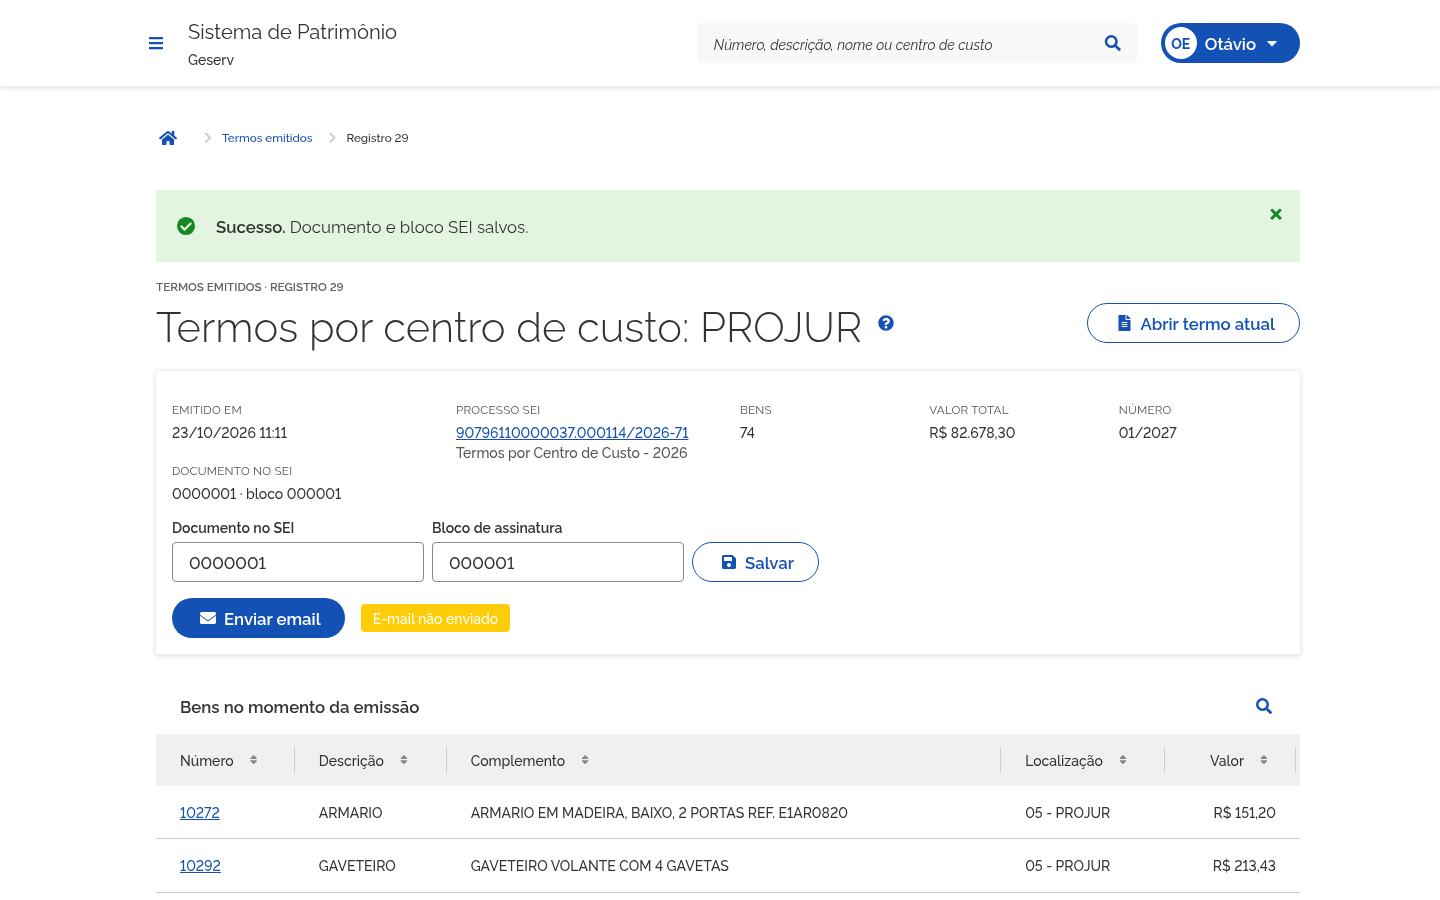 Sistema de Patrimônio
Geserv
Número, descrição, nome ou centro de custo
OE Otávio
Termos emitidos Registro 29
Sucesso. Documento e bloco SEI salvos.
TERMOS EMITIDOS · REGISTRO 29
Termos por centro de custo: PROJUR
Abrir termo atual
EMITIDO EM PROCESSO SEI BENS VALOR TOTAL NÚMERO
23/10/2026 11:11 90796110000037.000114/2026-71 74 R$ 82.678,30 01/2027
Termos por Centro de Custo - 2026
DOCUMENTO NO SEI
0000001 · bloco 000001
Documento no SEI Bloco de assinatura
0000001 000001 Salvar
Enviar email E-mail não enviado
Bens no momento da emissão
Número Descrição Complemento Localização Valor
10272 ARMARIO ARMARIO EM MADEIRA, BAIXO, 2 PORTAS REF. E1AR0820 05 - PROJUR R$ 151,20
10292 GAVETEIRO GAVETEIRO VOLANTE COM 4 GAVETAS 05 - PROJUR R$ 213,43